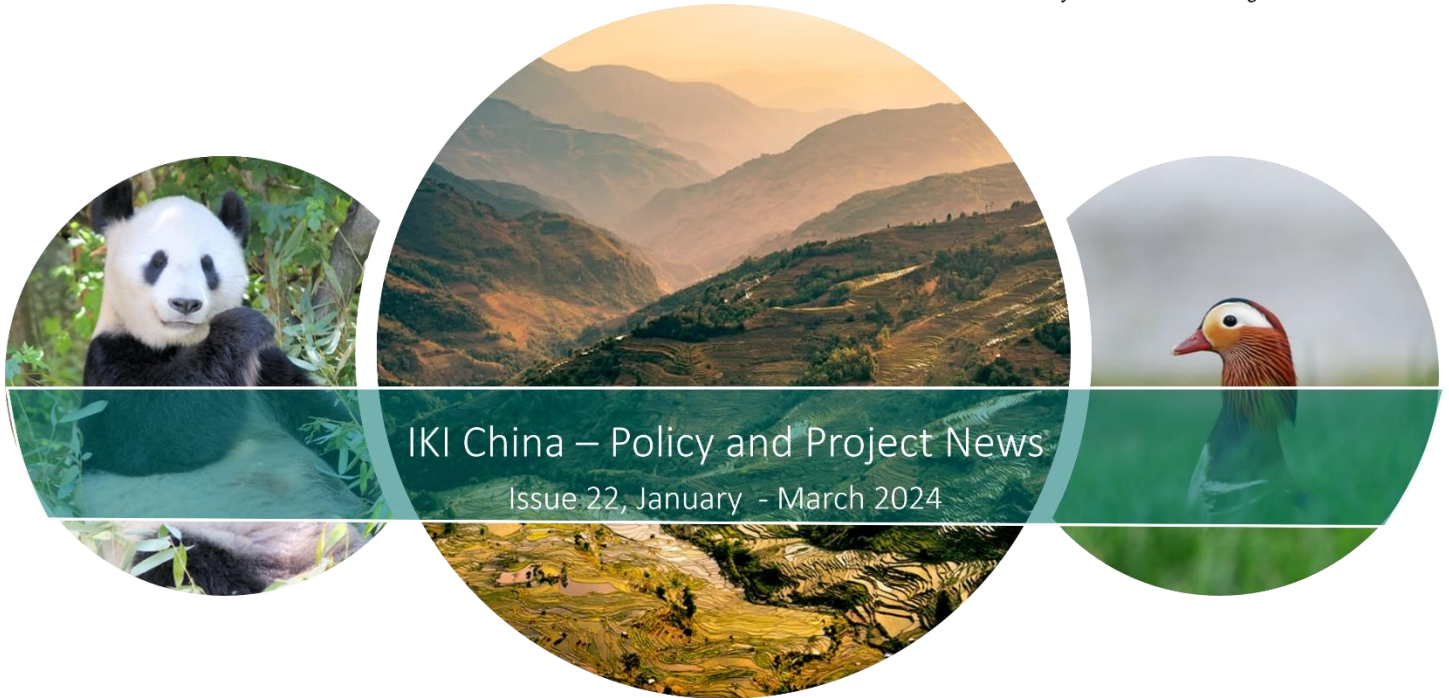 IKI China – Policy and Project News
Issue 22, January - March 2024